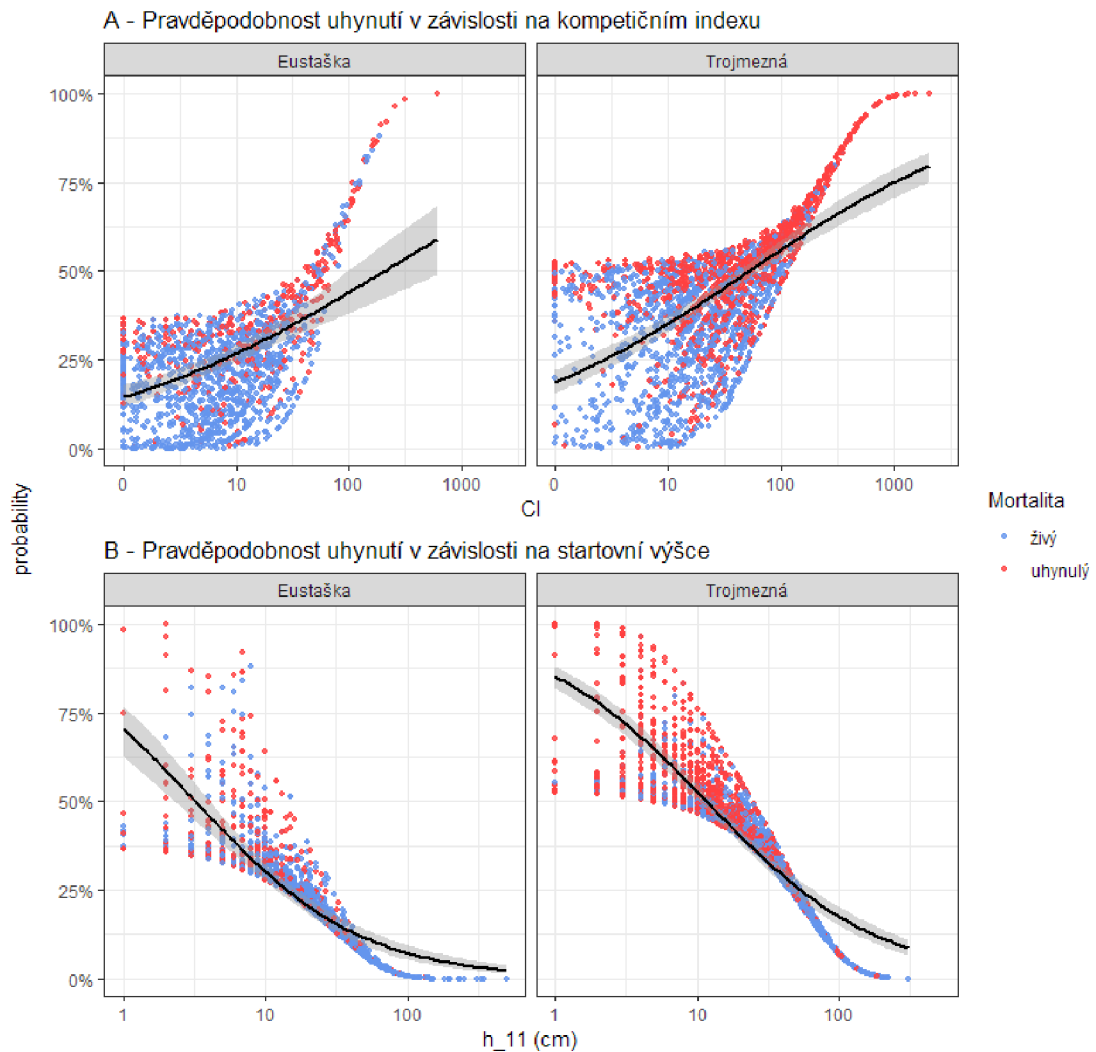 A - Pravděpodobnost uhynutí v závislosti na kompetičním indexu
Eustaška
Trojmezná
100%
75%
50%
25%
0%
0 10 100 1000
0 10 100 1000
CI
probability
Mortalita
živý
uhynulý
B - Pravděpodobnost uhynutí v závislosti na startovní výšce
Eustaška
Trojmezná
100%
75%
50%
25%
0%
1 10 100
1 10 100
h_11 (cm)